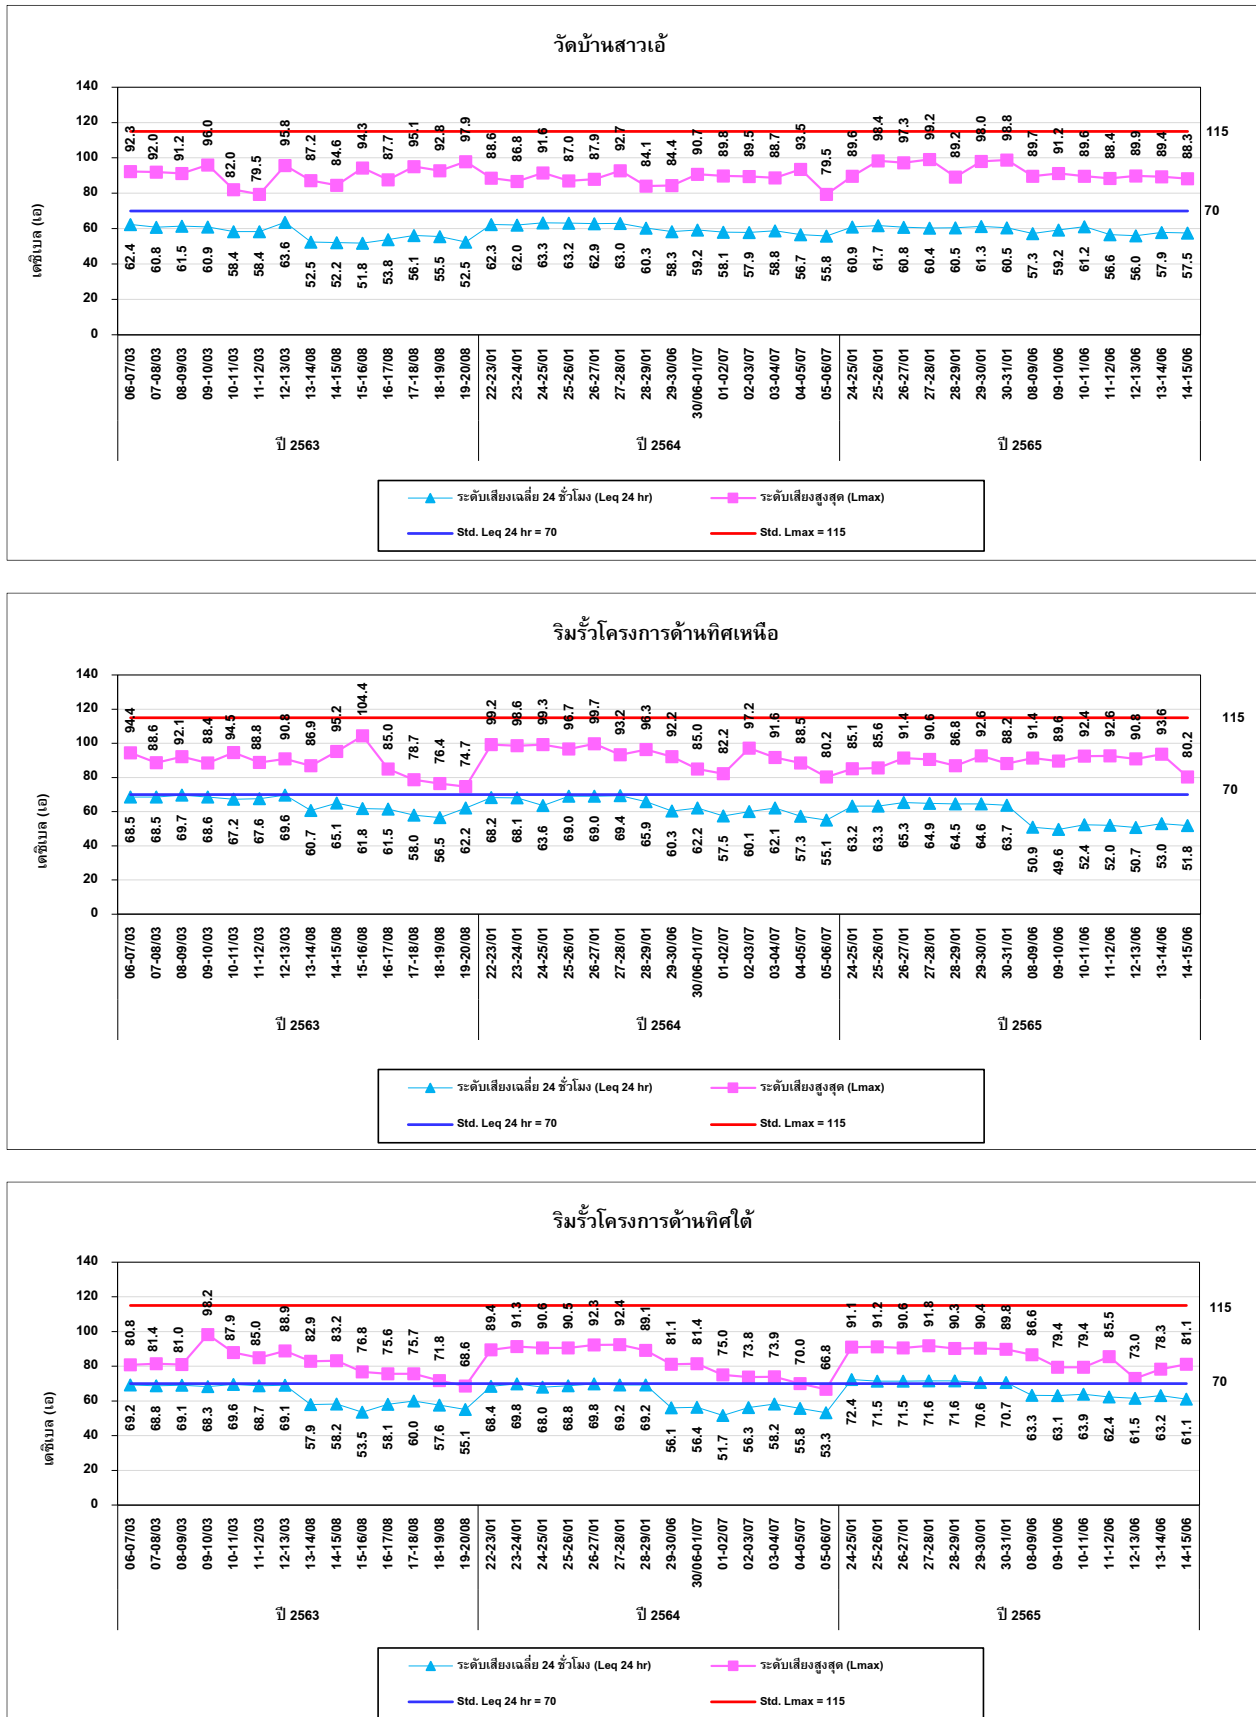 วัดบ้านสาวเอ้
เดซิเบล (เอ)
140
120
100
80
60
40
20
0
115
70
92.3 92.0 91.2 96.0 82.0 79.5 95.8 87.2 84.6 94.3 87.7 95.1 92.8 97.9 88.6 86.8 91.6 87.0 87.9 92.7 84.1 84.4 90.7 89.8 89.5 88.7 93.5 79.5 89.6 98.4 97.3 99.2 89.2 98.0 98.8 89.7 91.2 89.6 88.4 89.9 89.4 88.3
62.4 60.8 61.5 60.9 58.4 58.4 63.6 52.5 52.2 51.8 53.8 56.1 55.5 52.5 62.3 62.0 63.3 63.2 62.9 63.0 60.3 58.3 59.2 58.1 57.9 58.8 56.7 55.8 60.9 61.7 60.8 60.4 60.5 61.3 60.5 57.3 59.2 61.2 56.6 56.0 57.9 57.5
06-07/03 07-08/03 08-09/03 09-10/03 10-11/03 11-12/03 12-13/03 13-14/08 14-15/08 15-16/08 16-17/08 17-18/08 18-19/08 19-20/08 22-23/01 23-24/01 24-25/01 25-26/01 26-27/01 27-28/01 28-29/01 29-30/06 30/06-01/07 01-02/07 02-03/07 03-04/07 04-05/07 05-06/07 24-25/01 25-26/01 26-27/01 27-28/01 28-29/01 29-30/01 30-31/01 08-09/06 09-10/06 10-11/06 11-12/06 12-13/06 13-14/06 14-15/06
ปี 2563 ปี 2564 ปี 2565
ระดับเสียงเฉลี่ย 24 ชั่วโมง (Leq 24 hr) ระดับเสียงสูงสุด (Lmax)
Std. Leq 24 hr = 70 Std. Lmax = 115
ริมรั้วโครงการด้านทิศเหนือ
เดซิเบล (เอ)
140
120
100
80
60
40
20
0
115
70
94.4 88.6 92.1 88.4 94.5 88.8 90.8 86.9 95.2 104.4 85.0 78.7 76.4 74.7 99.2 98.6 99.3 96.7 99.7 93.2 96.3 92.2 85.0 82.2 97.2 91.6 88.5 80.2 85.1 85.6 91.4 90.6 86.8 92.6 88.2 91.4 89.6 92.4 92.6 90.8 93.6 80.2
68.5 68.5 69.7 68.6 67.2 67.6 69.6 60.7 65.1 61.8 61.5 58.0 56.5 62.2 68.2 68.1 63.6 69.0 69.0 69.4 65.9 60.3 62.2 57.5 60.1 62.1 57.3 55.1 63.2 63.3 65.3 64.9 64.5 64.6 63.7 50.9 49.6 52.4 52.0 50.7 53.0 51.8
06-07/03 07-08/03 08-09/03 09-10/03 10-11/03 11-12/03 12-13/03 13-14/08 14-15/08 15-16/08 16-17/08 17-18/08 18-19/08 19-20/08 22-23/01 23-24/01 24-25/01 25-26/01 26-27/01 27-28/01 28-29/01 29-30/06 30/06-01/07 01-02/07 02-03/07 03-04/07 04-05/07 05-06/07 24-25/01 25-26/01 26-27/01 27-28/01 28-29/01 29-30/01 30-31/01 08-09/06 09-10/06 10-11/06 11-12/06 12-13/06 13-14/06 14-15/06
ปี 2563 ปี 2564 ปี 2565
ระดับเสียงเฉลี่ย 24 ชั่วโมง (Leq 24 hr) ระดับเสียงสูงสุด (Lmax)
Std. Leq 24 hr = 70 Std. Lmax = 115
ริมรั้วโครงการด้านทิศใต้
เดซิเบล (เอ)
140
120
100
80
60
40
20
0
115
70
80.8 81.4 81.0 98.2 87.9 85.0 88.9 82.9 83.2 76.8 75.6 75.7 71.8 68.6 89.4 91.3 90.6 90.5 92.3 92.4 89.1 81.1 81.4 75.0 73.8 73.9 70.0 66.8 91.1 91.2 90.6 91.8 90.3 90.4 89.8 86.6 79.4 79.4 85.5 73.0 78.3 81.1
69.2 68.8 69.1 68.3 69.6 68.7 69.1 57.9 58.2 53.5 58.1 60.0 57.6 55.1 68.4 69.8 68.0 68.8 69.8 69.2 69.2 56.1 56.4 51.7 56.3 58.2 55.8 53.3 72.4 71.5 71.5 71.6 71.6 70.6 70.7 63.3 63.1 63.9 62.4 61.5 63.2 61.1
06-07/03 07-08/03 08-09/03 09-10/03 10-11/03 11-12/03 12-13/03 13-14/08 14-15/08 15-16/08 16-17/08 17-18/08 18-19/08 19-20/08 22-23/01 23-24/01 24-25/01 25-26/01 26-27/01 27-28/01 28-29/01 29-30/06 30/06-01/07 01-02/07 02-03/07 03-04/07 04-05/07 05-06/07 24-25/01 25-26/01 26-27/01 27-28/01 28-29/01 29-30/01 30-31/01 08-09/06 09-10/06 10-11/06 11-12/06 12-13/06 13-14/06 14-15/06
ปี 2563 ปี 2564 ปี 2565
ระดับเสียงเฉลี่ย 24 ชั่วโมง (Leq 24 hr) ระดับเสียงสูงสุด (Lmax)
Std. Leq 24 hr = 70 Std. Lmax = 115